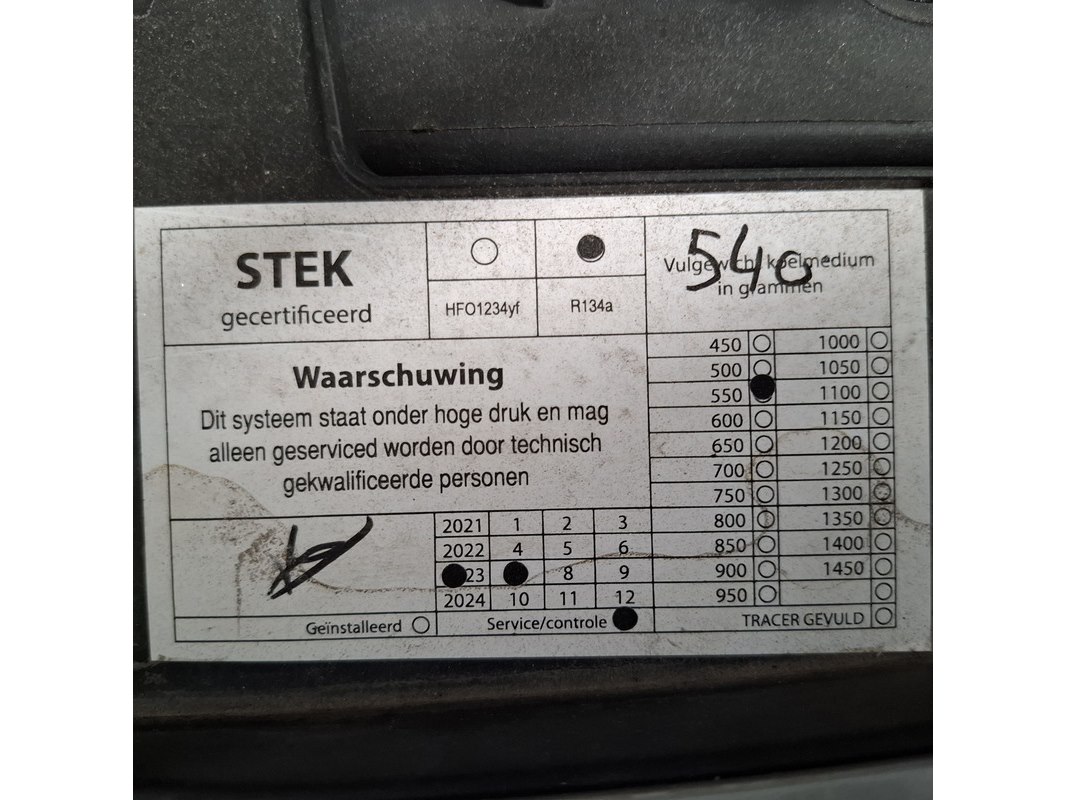 STEK
gecertificeerd
HFO1234yf
R134a
540
Vulgewicht koelmedium
in grammen
Waarschuwing
Dit systeem staat onder hoge druk en mag
alleen geserviced worden door technisch
gekwalificeerde personen
450 1000
500 1050
550 1100
600 1150
650 1200
700 1250
750 1300
800 1350
850 1400
900 1450
950
2021 1 2 3
2022 4 5 6
23 8 9
2024 10 11 12
Geïnstalleerd
Service/controle
TRACER GEVULD